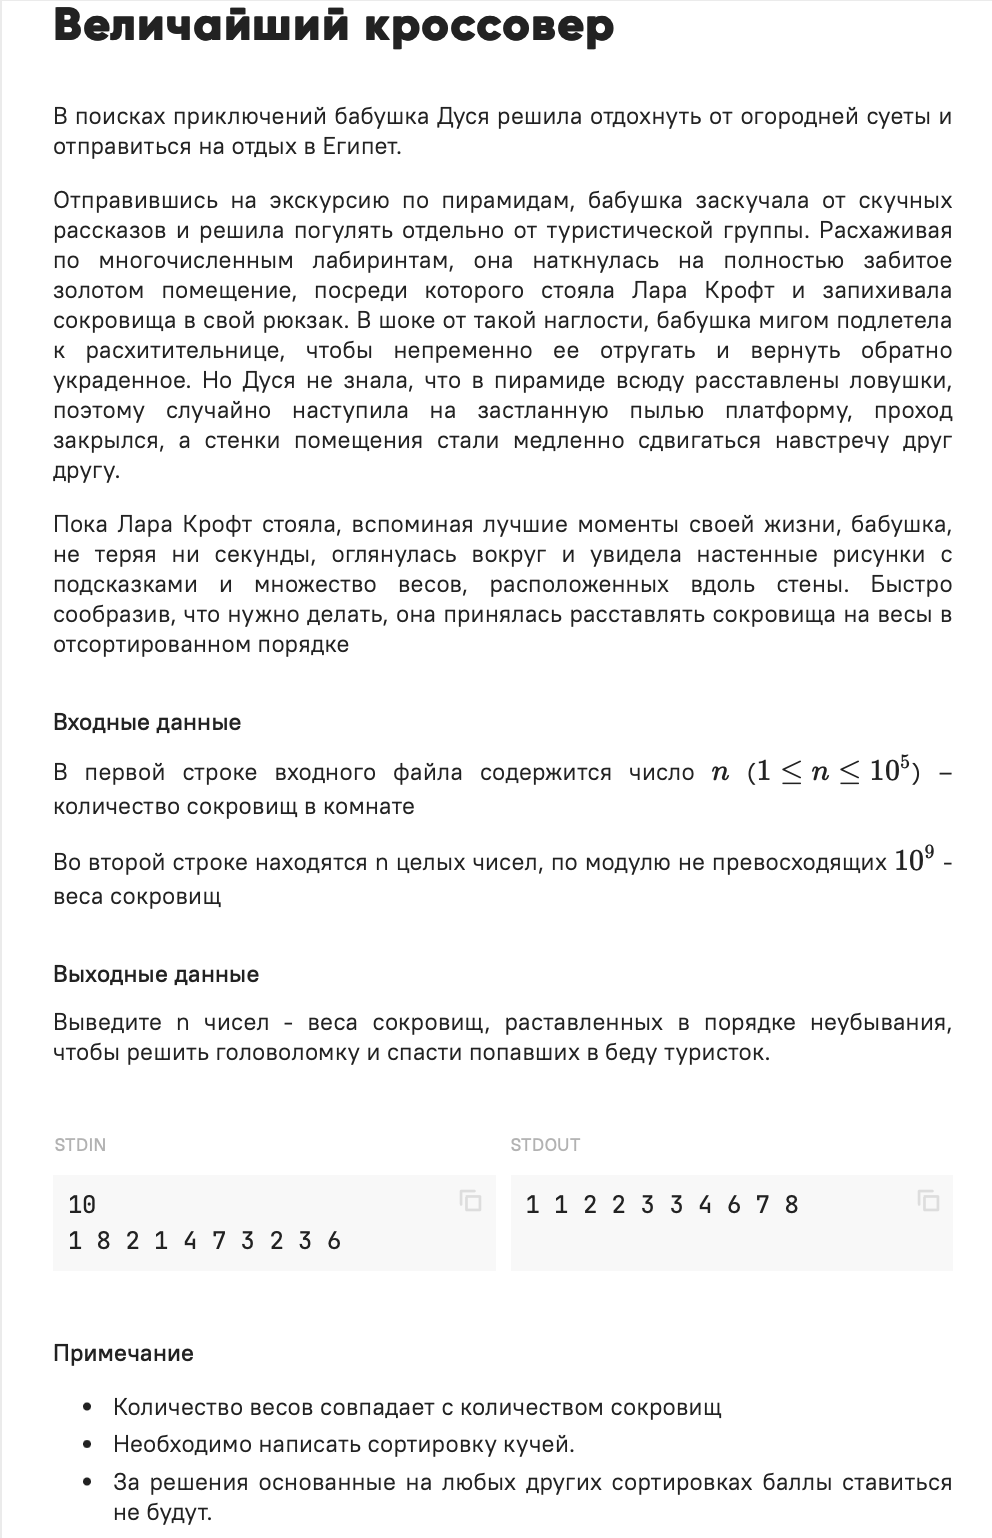 Величайший кроссовер
В поисках приключений бабушка Дуся решила отдохнуть от огородней суеты и
отправиться на отдых в Египет.
Отправившись на экскурсию по пирамидам, бабушка заскучала от скучных
рассказов и решила погулять отдельно от туристической группы. Расхаживая
по многочисленным лабиринтам, она наткнулась на полностью забитое
золотом помещение, посреди которого стояла Лара Крофт и запихивала
сокровища в свой рюкзак. В шоке от такой наглости, бабушка мигом подлетела
к расхитительнице, чтобы непременно ее отругать и вернуть обратно
украденное. Но Дуся не знала, что в пирамиде всюду расставлены ловушки,
поэтому случайно наступила на застланную пылью платформу, проход
закрылся, а стенки помещения стали медленно сдвигаться навстречу друг
другу.
Пока Лара Крофт стояла, вспоминая лучшие моменты своей жизни, бабушка,
не теряя ни секунды, оглянулась вокруг и увидела настенные рисунки с
подсказками и множество весов, расположенных вдоль стены. Быстро
сообразив, что нужно делать, она принялась расставлять сокровища на весы в
отсортированном порядке
Входные данные
В первой строке входного файла содержится число n (1 ≤ n ≤ 10⁵) –
количество сокровищ в комнате
Во второй строке находятся n целых чисел, по модулю не превосходящих 10⁹ -
веса сокровищ
Выходные данные
Выведите n чисел - веса сокровищ, раставленных в порядке неубывания,
чтобы решить головоломку и спасти попавших в беду туристок.
STDIN
10
1 8 2 1 4 7 3 2 3 6
STDOUT
1 1 2 2 3 3 4 6 7 8
Примечание
• Количество весов совпадает с количеством сокровищ
• Необходимо написать сортировку кучей.
• За решения основанные на любых других сортировках баллы ставиться
не будут.